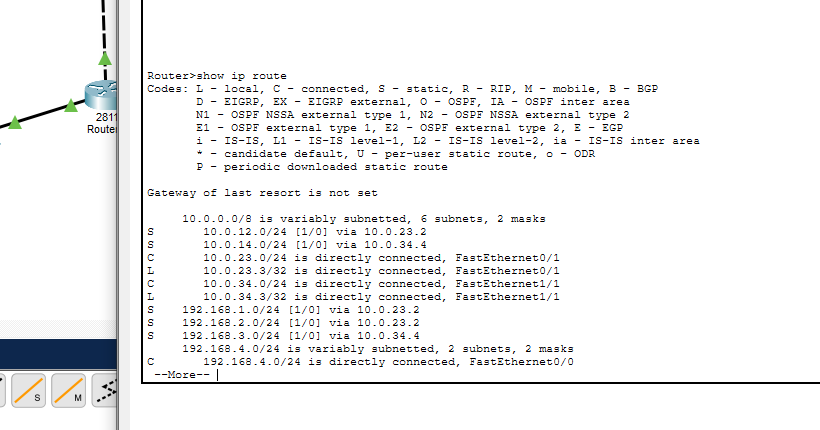 Router>show ip route
Codes: L - local, C - connected, S - static, R - RIP, M - mobile, B - BGP
D - EIGRP, EX - EIGRP external, O - OSPF, IA - OSPF inter area
N1 - OSPF NSSA external type 1, N2 - OSPF NSSA external type 2
E1 - OSPF external type 1, E2 - OSPF external type 2, E - EGP
i - IS-IS, L1 - IS-IS level-1, L2 - IS-IS level-2, ia - IS-IS inter area
* - candidate default, U - per-user static route, o - ODR
P - periodic downloaded static route
Gateway of last resort is not set
10.0.0.0/8 is variably subnetted, 6 subnets, 2 masks
S 10.0.12.0/24 [1/0] via 10.0.23.2
S 10.0.14.0/24 [1/0] via 10.0.34.4
C 10.0.23.0/24 is directly connected, FastEthernet0/1
L 10.0.23.3/32 is directly connected, FastEthernet0/1
C 10.0.34.0/24 is directly connected, FastEthernet1/1
L 10.0.34.3/32 is directly connected, FastEthernet1/1
S 192.168.1.0/24 [1/0] via 10.0.23.2
S 192.168.2.0/24 [1/0] via 10.0.23.2
S 192.168.3.0/24 [1/0] via 10.0.34.4
192.168.4.0/24 is variably subnetted, 2 subnets, 2 masks
C 192.168.4.0/24 is directly connected, FastEthernet0/0
--More--
2811
Route
S
M